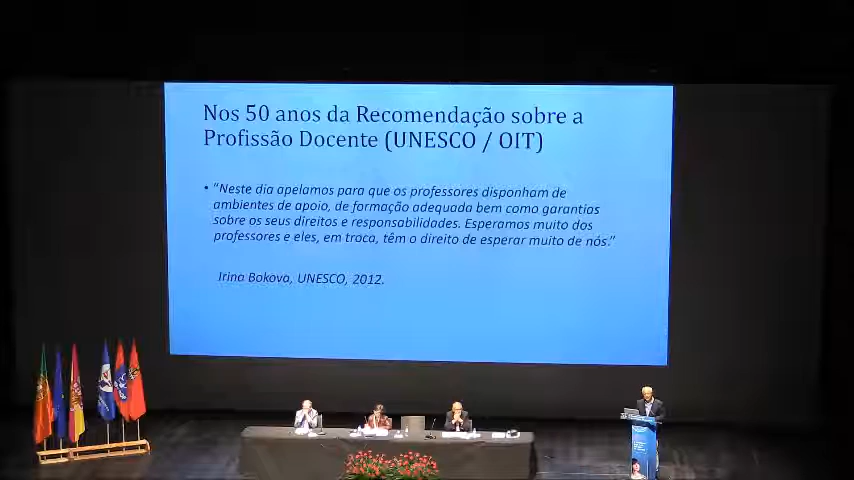 Nos 50 anos da Recomendação sobre a
Profissão Docente (UNESCO / OIT)
• "Neste dia apelamos para que os professores disponham de
ambientes de apoio, de formação adequada bem como garantias
sobre os seus direitos e responsabilidades. Esperamos muito dos
professores e eles, em troca, têm o direito de esperar muito de nós."
Irina Bokova, UNESCO, 2012.